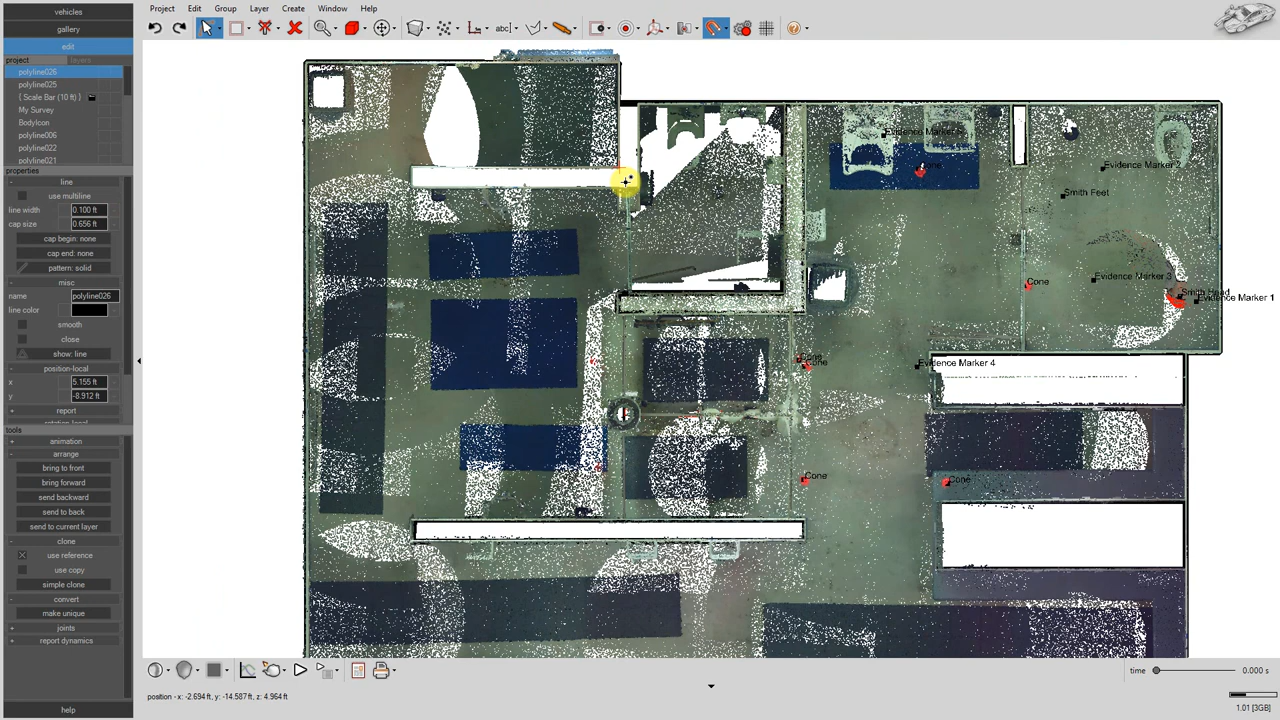 vehicles
Project Edit Group Layer Create Window Help
gallery
edit
abc]
project layers
polyline026
polyline025
{ Scale Bar (10 ft) }
My Survey
BodyIcon
polyline006
polyline022
polyline021
properties
line
use multiline
line width 0.100 ft
cap size 0.656 ft
cap begin: none
cap end: none
pattern: solid
misc
name polyline026
line color
smooth
close
show: line
position-local
x 5.155 ft
y -8.912 ft
report
tools
animation
arrange
bring to front
bring forward
send backward
send to back
send to current layer
clone
use reference
use copy
simple clone
convert
make unique
joints
report dynamics
help
Evidence Marker
Cone
Evidence Marker 2
Smith Feet
Evidence Marker 3
Cone
Smith Head
Evidence Marker 1
Cone
Cone
Evidence Marker 4
Cone
Cone
time 0.000 s
position - x: -2.694 ft, y: -14.587 ft, z: 4.964 ft
1.01 [3GB]